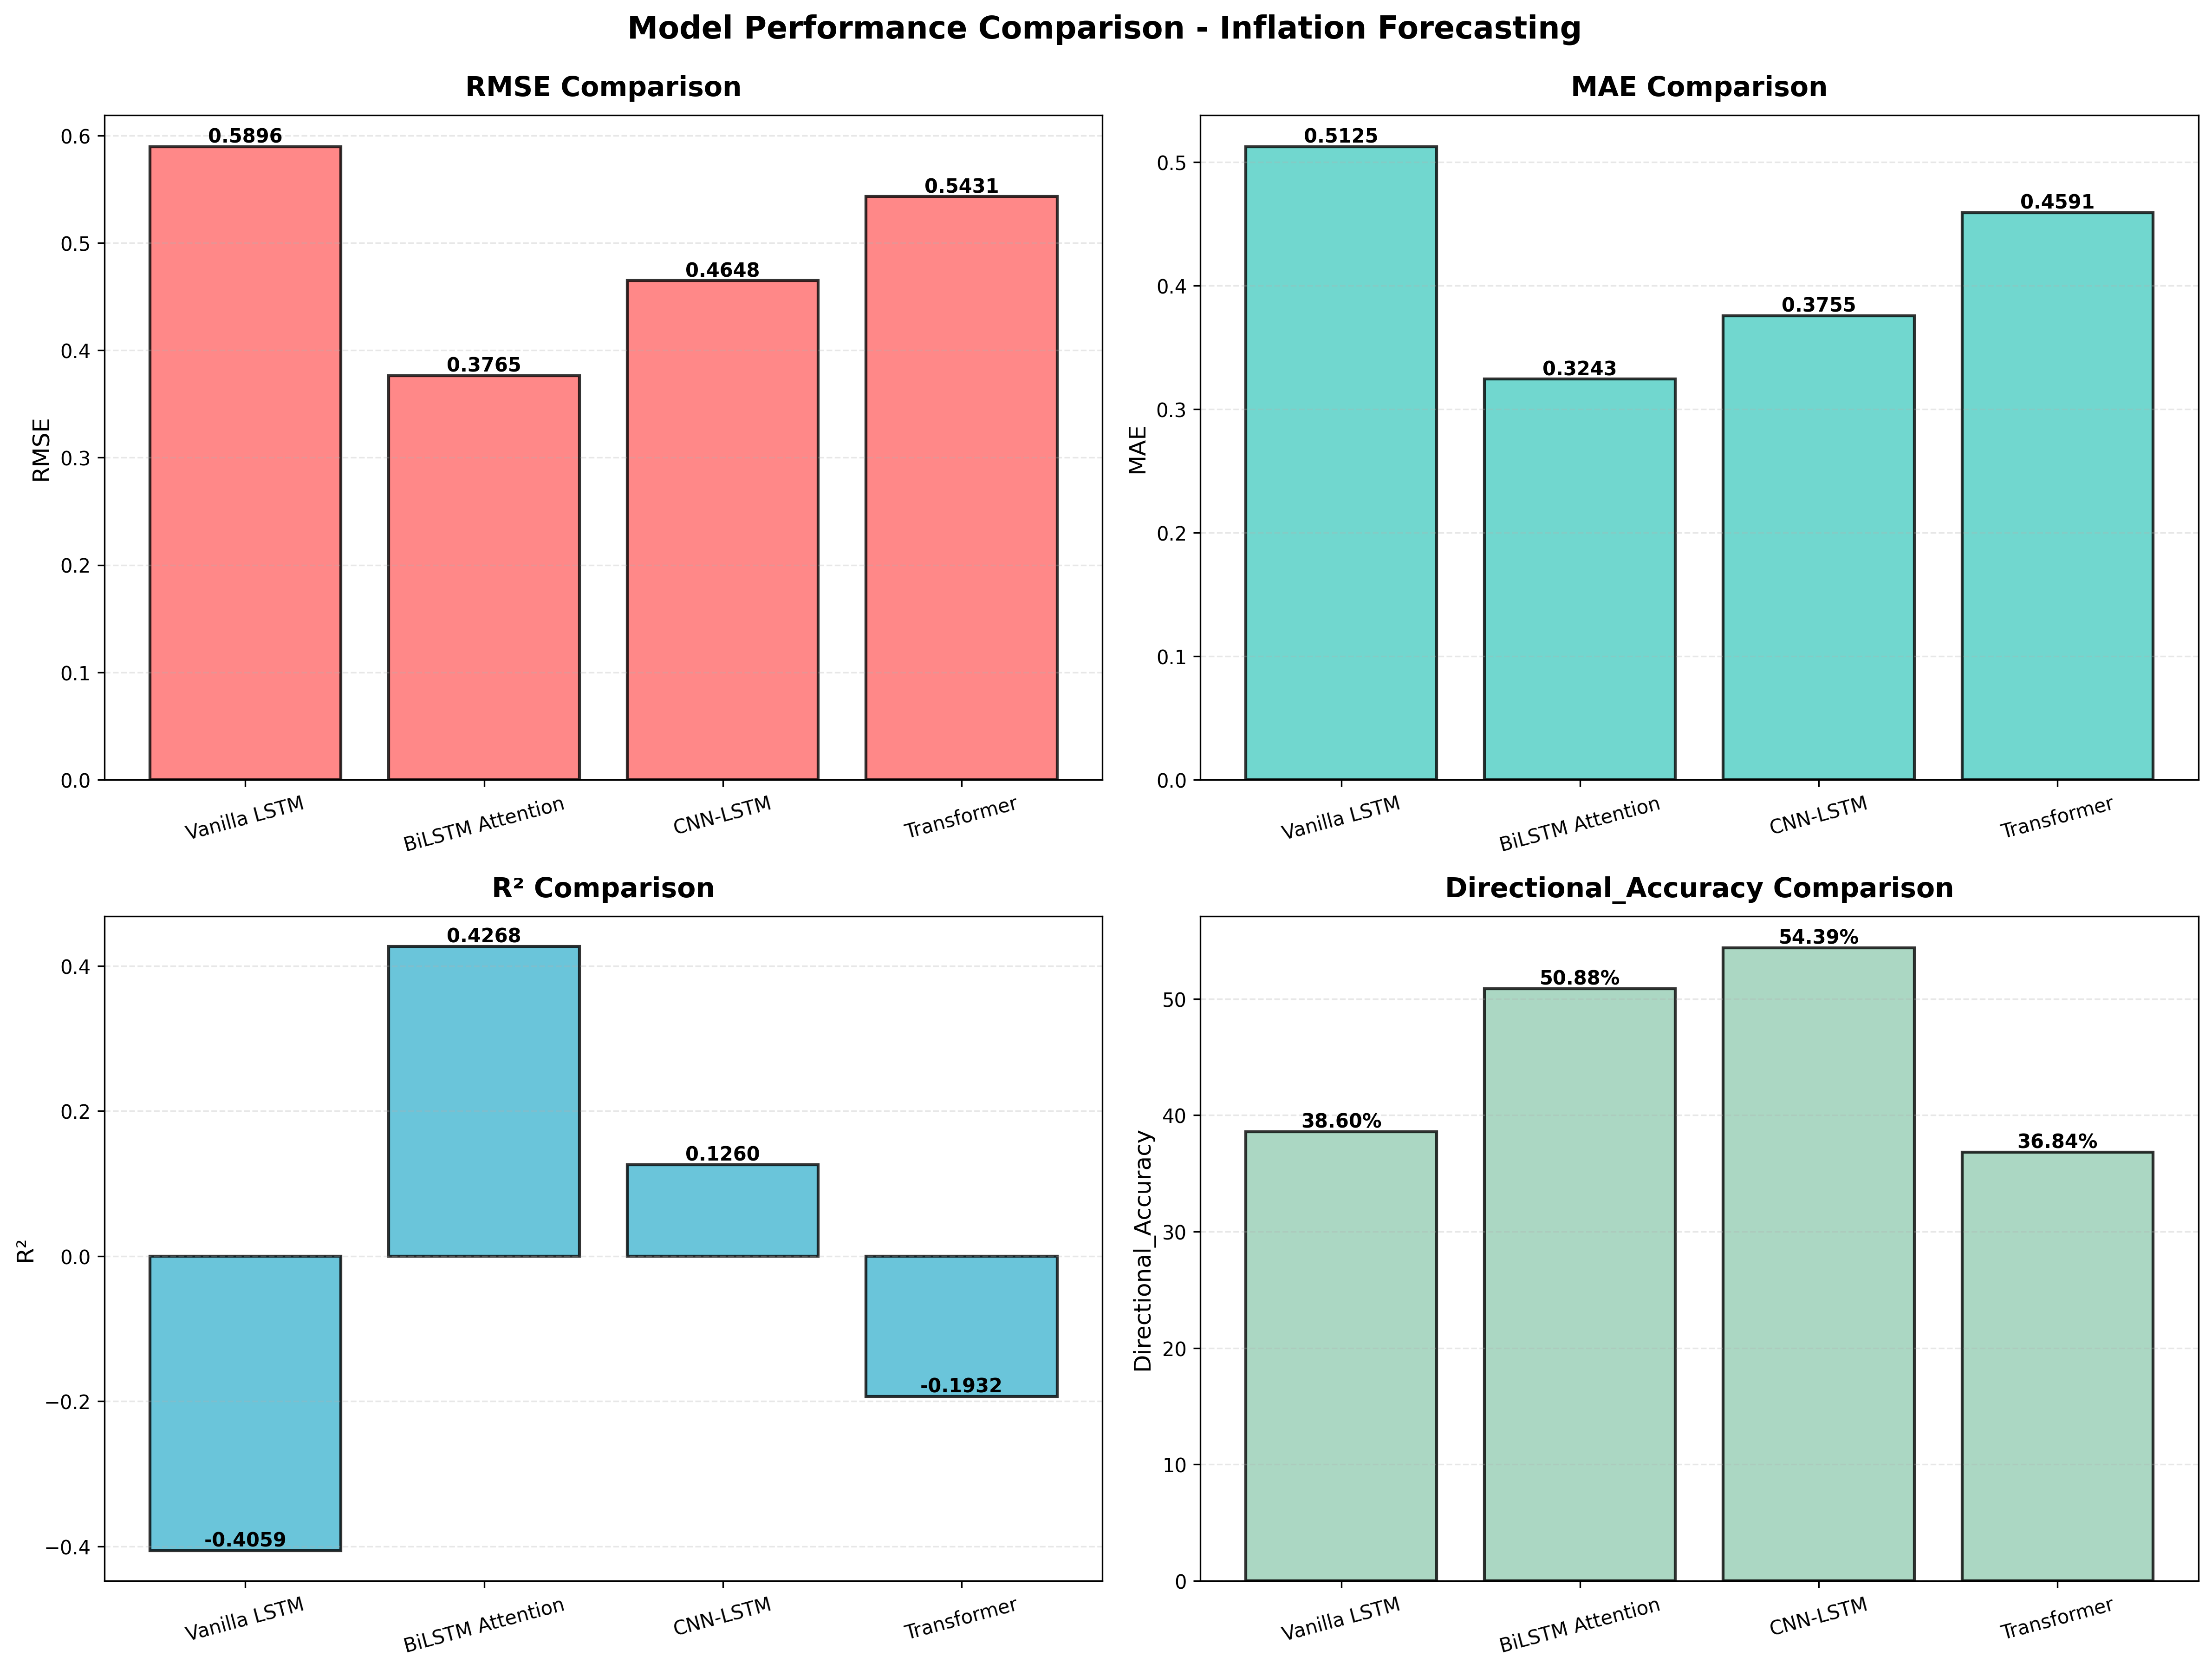 Model Performance Comparison - Inflation Forecasting
RMSE Comparison
RMSE
0.6
0.5
0.4
0.3
0.2
0.1
0.0
0.5896
0.3765
0.4648
0.5431
Vanilla LSTM
BiLSTM Attention
CNN-LSTM
Transformer
MAE Comparison
MAE
0.5
0.4
0.3
0.2
0.1
0.0
0.5125
0.3243
0.3755
0.4591
Vanilla LSTM
BiLSTM Attention
CNN-LSTM
Transformer
R² Comparison
R²
0.4
0.2
0.0
−0.2
−0.4
-0.4059
0.4268
0.1260
-0.1932
Vanilla LSTM
BiLSTM Attention
CNN-LSTM
Transformer
Directional_Accuracy Comparison
Directional_Accuracy
50
40
30
20
10
0
38.60%
50.88%
54.39%
36.84%
Vanilla LSTM
BiLSTM Attention
CNN-LSTM
Transformer